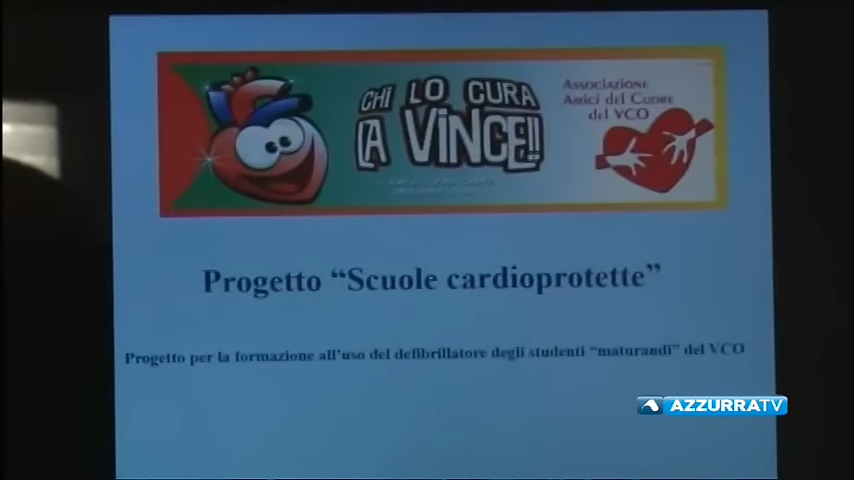 CHI LO CURA
LA VINCE!!
Associazione
Amici del Cuore
del VCO
Progetto “Scuole cardioprotette”
Progetto per la formazione all’uso del defibrillatore degli studenti “maturandi” del VCO
AZZURRATV